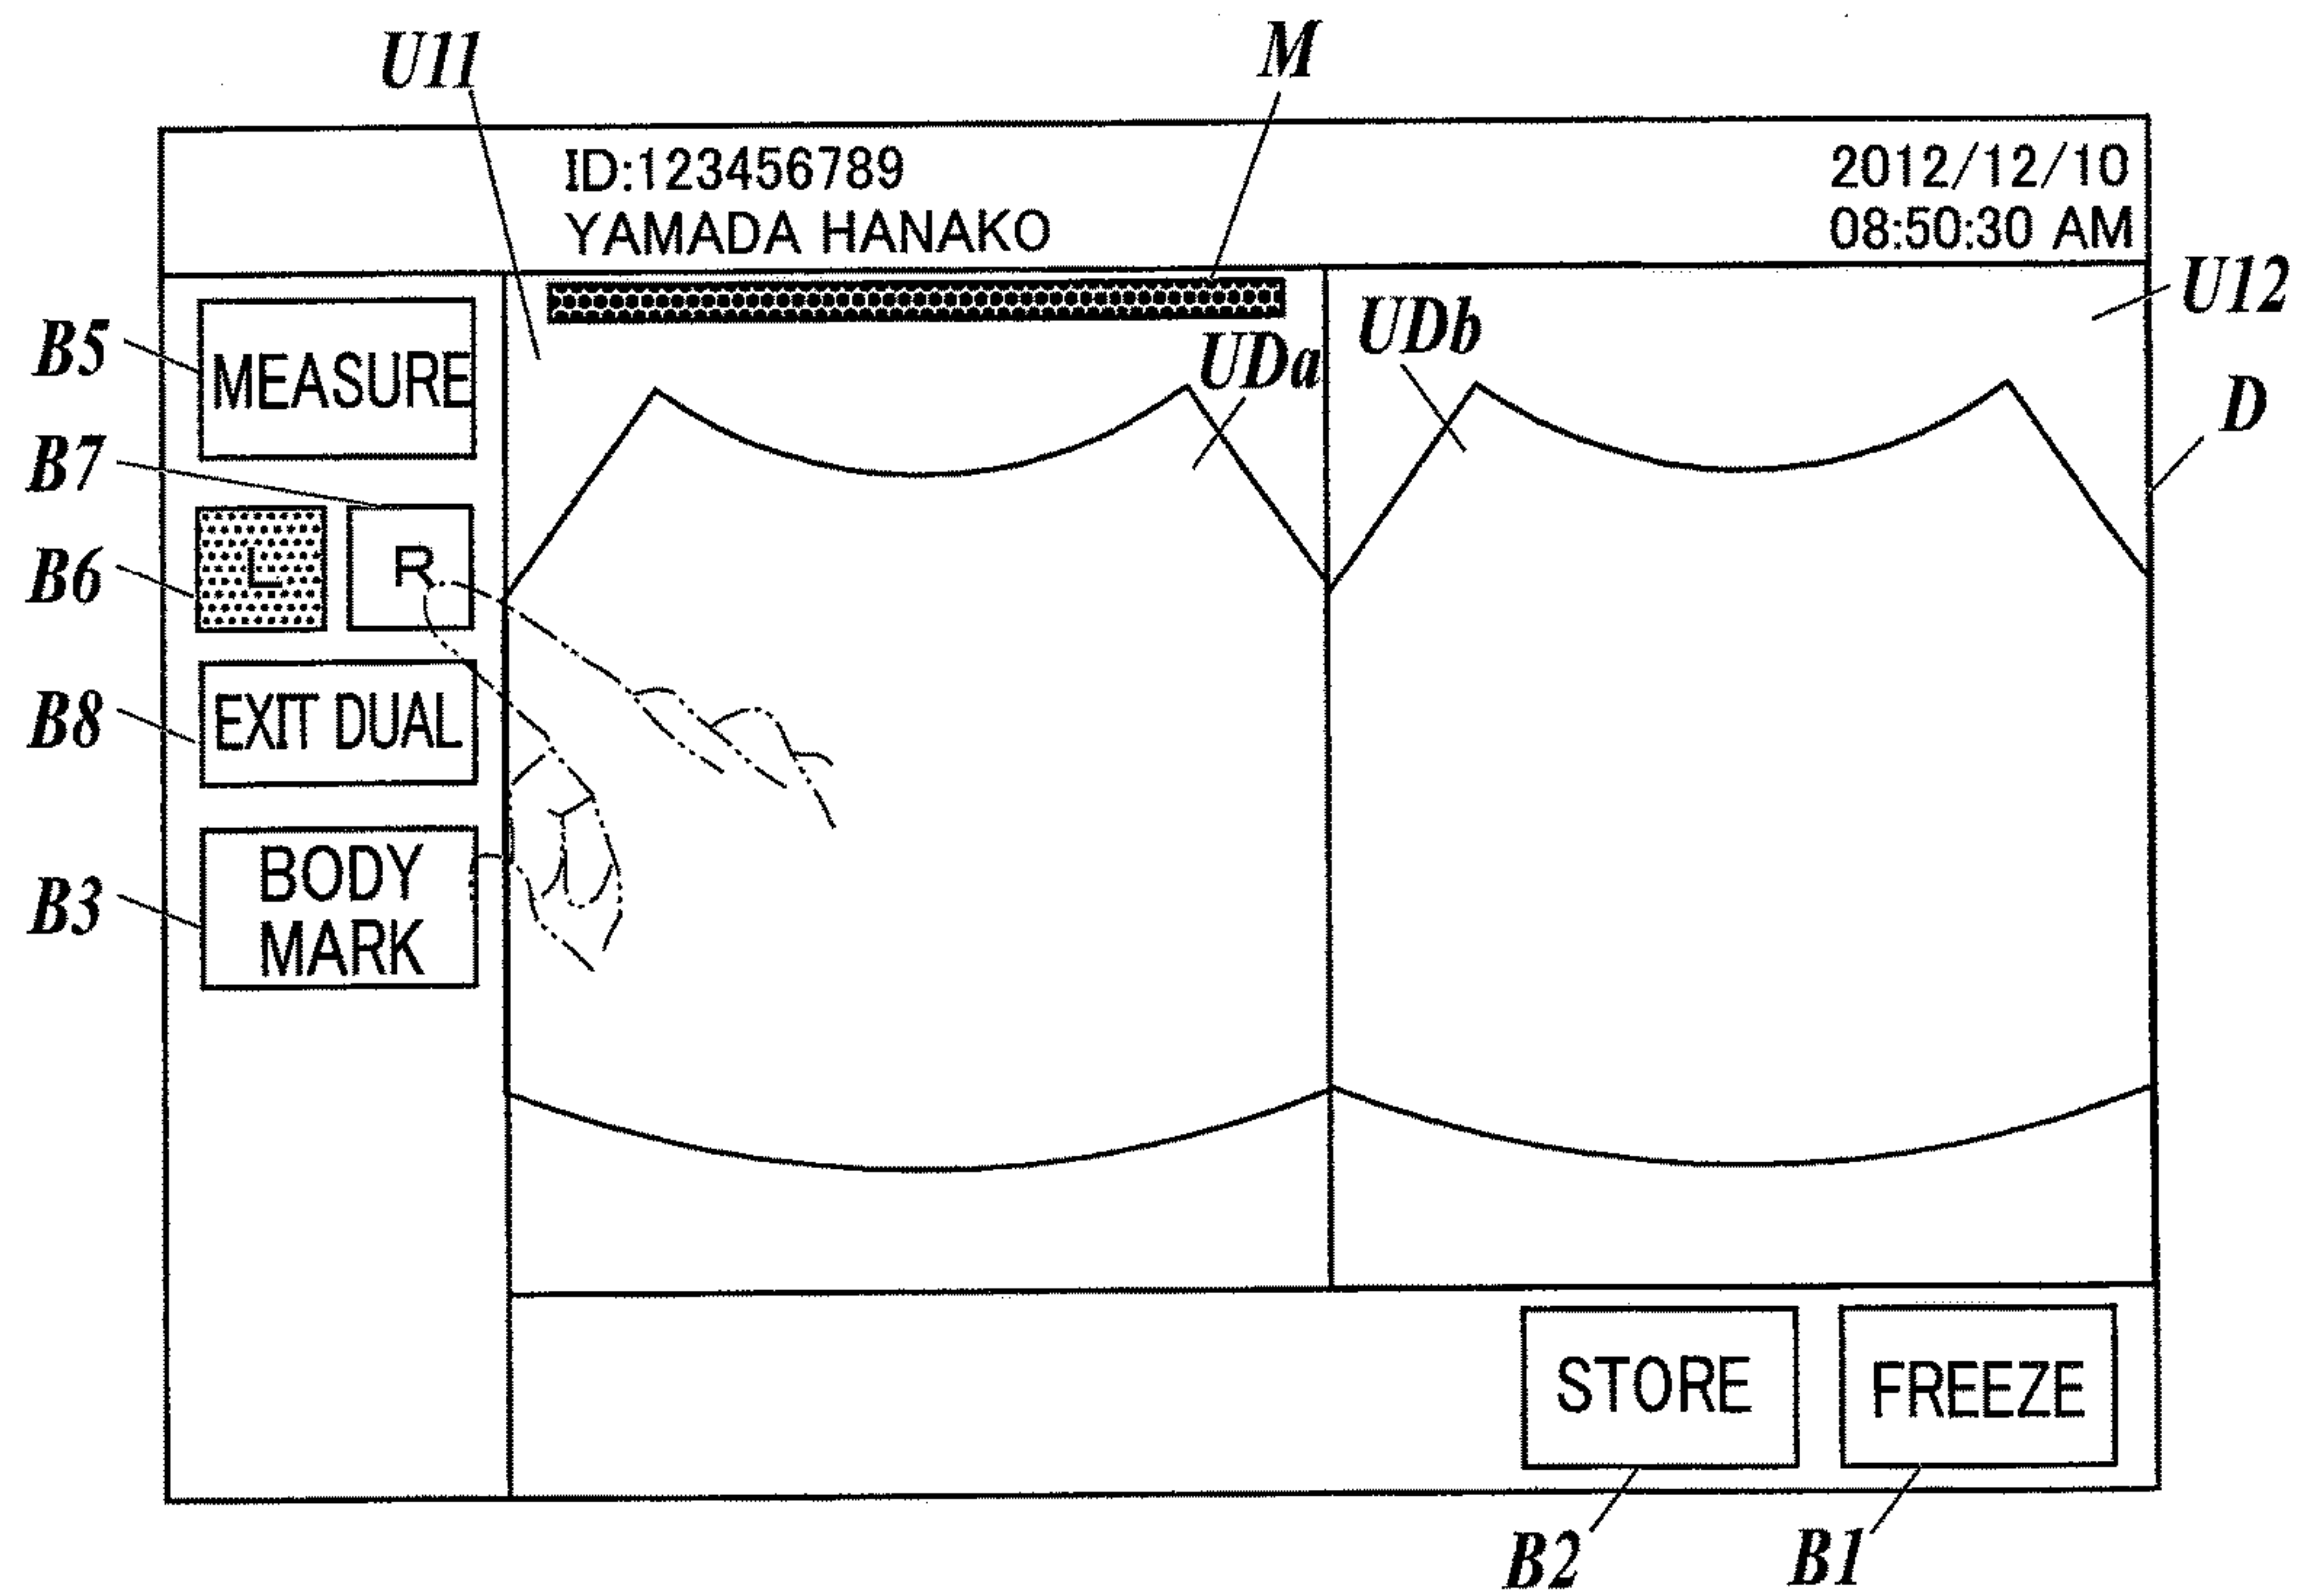 U11
M
ID:123456789
YAMADA HANAKO
2012/12/10
08:50:30 AM
U12
B5
MEASURE
UDa
UDb
D
B7
B6
L
R
B8
EXIT DUAL
B3
BODY
MARK
STORE
FREEZE
B2
B1